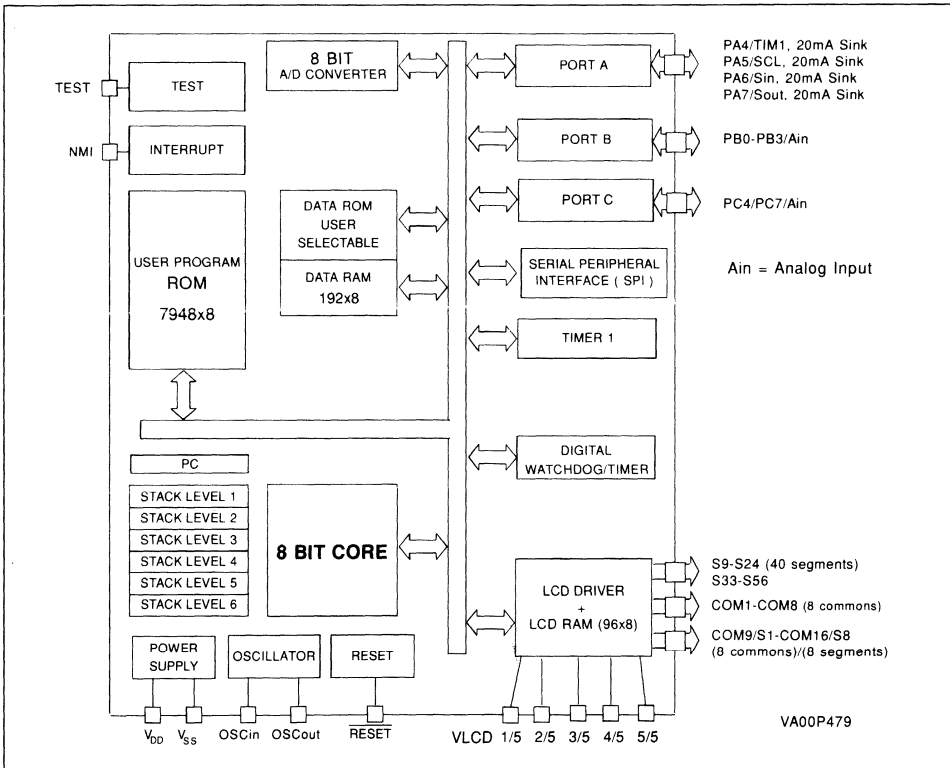 8 BIT
A/D CONVERTER
PORT A
PA4/TIM1, 20mA Sink
PA5/SCL, 20mA Sink
PA6/Sin, 20mA Sink
PA7/Sout, 20mA Sink
TEST
TEST
NMI
INTERRUPT
PORT B
PB0-PB3/Ain
DATA ROM
USER
SELECTABLE
PORT C
PC4/PC7/Ain
USER PROGRAM
ROM
7948x8
DATA RAM
192x8
SERIAL PERIPHERAL
INTERFACE ( SPI )
Ain = Analog Input
TIMER 1
PC
DIGITAL
WATCHDOG/TIMER
STACK LEVEL 1
STACK LEVEL 2
STACK LEVEL 3
STACK LEVEL 4
STACK LEVEL 5
STACK LEVEL 6
8 BIT CORE
LCD DRIVER
+
LCD RAM (96x8)
S9-S24 (40 segments)
S33-S56
COM1-COM8 (8 commons)
COM9/S1-COM16/S8
(8 commons)/(8 segments)
POWER
SUPPLY
OSCILLATOR
RESET
VDD
VSS
OSCin
OSCout
RESET
VLCD 1/5 2/5 3/5 4/5 5/5
VA00P479